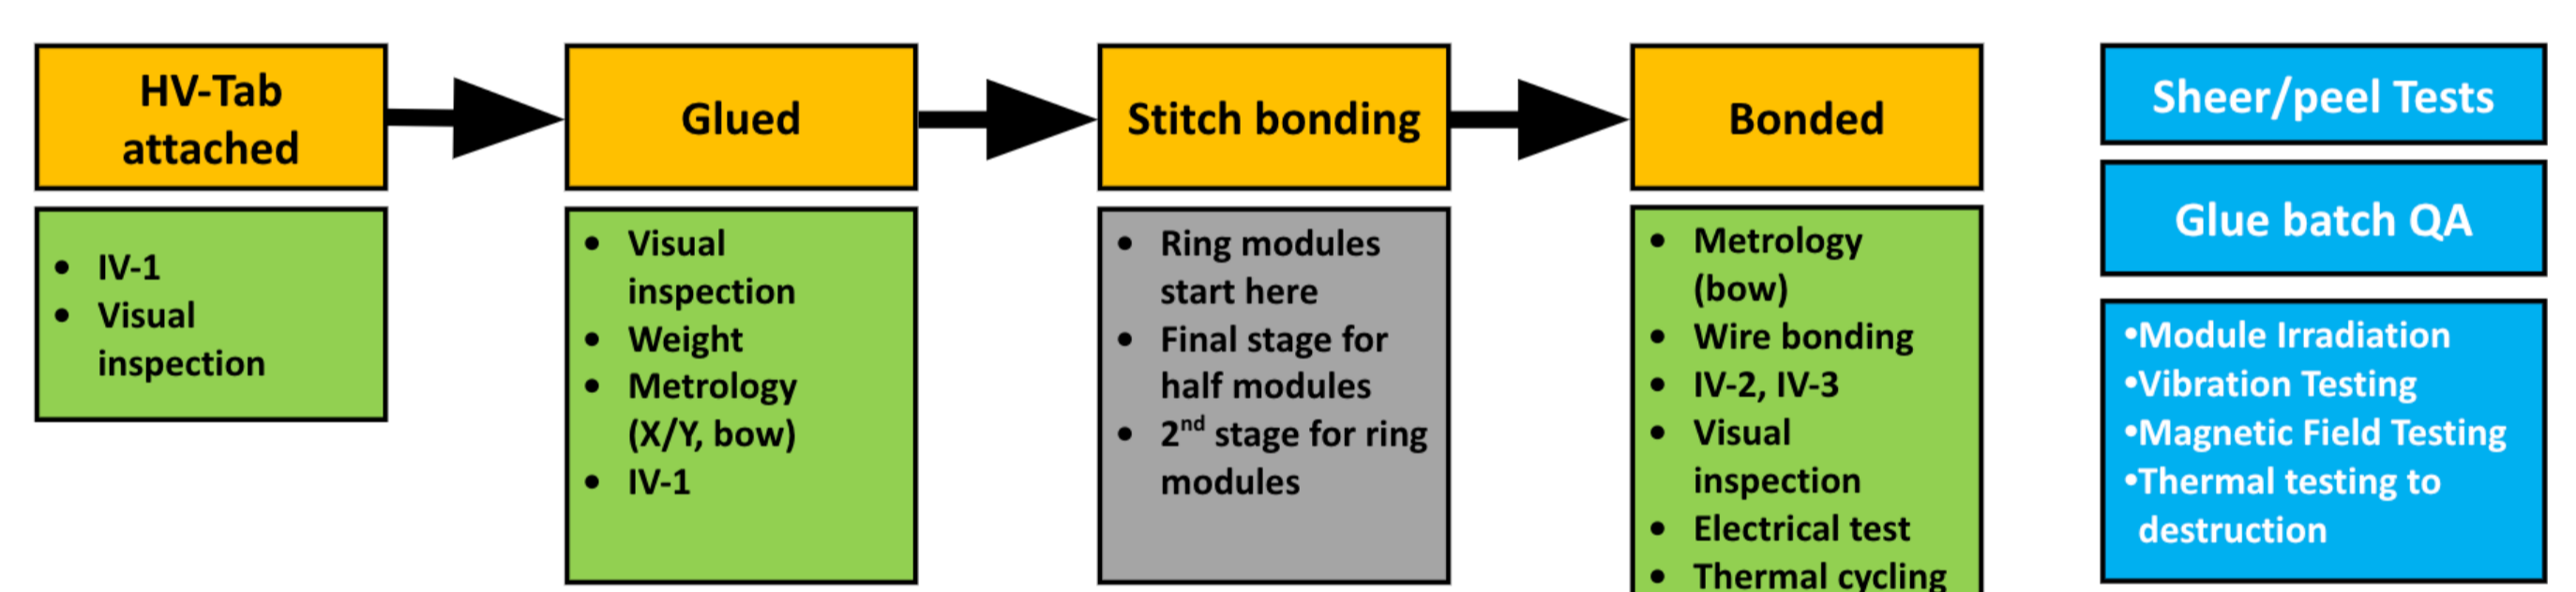 HV-Tab
attached
• IV-1
• Visual
inspection
Glued
• Visual
inspection
• Weight
• Metrology
(X/Y, bow)
• IV-1
Stitch bonding
• Ring modules
start here
• Final stage for
half modules
• 2nd stage for ring
modules
Bonded
• Metrology
(bow)
• Wire bonding
• IV-2, IV-3
• Visual
inspection
• Electrical test
• Thermal cycling
Sheer/peel Tests
Glue batch QA
•Module Irradiation
•Vibration Testing
•Magnetic Field Testing
•Thermal testing to
destruction